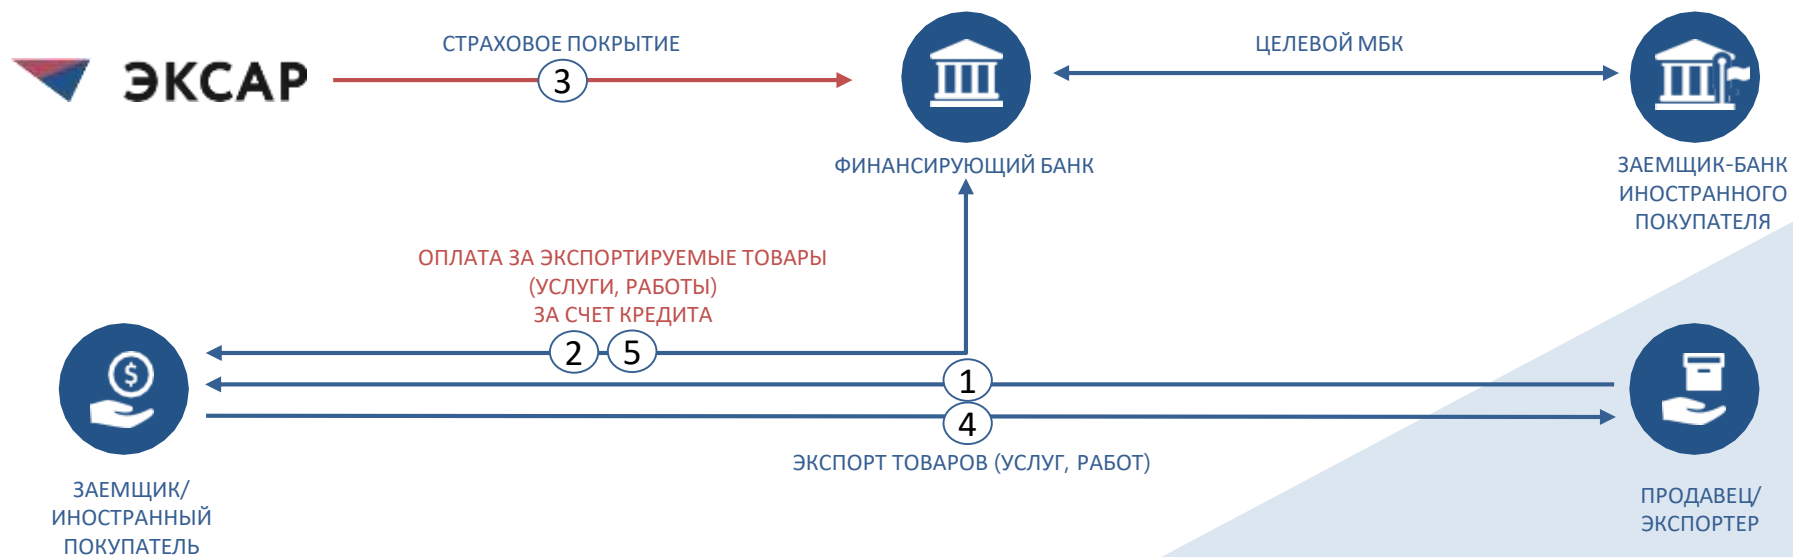 СТРАХОВОЕ ПОКРЫТИЕ
ЦЕЛЕВОЙ МБК
ЭКСАР
3
ФИНАНСИРУЮЩИЙ БАНК
ЗАЕМЩИК-БАНК
ИНОСТРАННОГО
ПОКУПАТЕЛЯ
ОПЛАТА ЗА ЭКСПОРТИРУЕМЫЕ ТОВАРЫ
(УСЛУГИ, РАБОТЫ)
ЗА СЧЕТ КРЕДИТА
2 5
$
1
4
ЭКСПОРТ ТОВАРОВ (УСЛУГ, РАБОТ)
ЗАЕМЩИК/
ИНОСТРАННЫЙ
ПОКУПАТЕЛЬ
ПРОДАВЕЦ/
ЭКСПОРТЕР